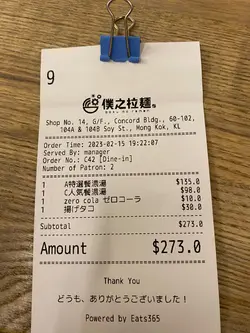 9
僕之拉麺。
Shop No. 14, G/F., Concord Bldg., 60-102,
104A & 104B Soy St., Mong Kok, KL
Order Time: 2023-02-15 19:22:07
Served By: manager
Order No.: C42 [Dine-in]
Number of Patron: 2
1 A特選餐濃湯 $135.0
1 C人気餐濃湯 $98.0
1 zero cola ゼロコーラ $10.0
1 揚げタコ $30.0
Subtotal $273.0
Amount $273.0
Thank You
どうも、ありがとうございました！
Powered by Eats365